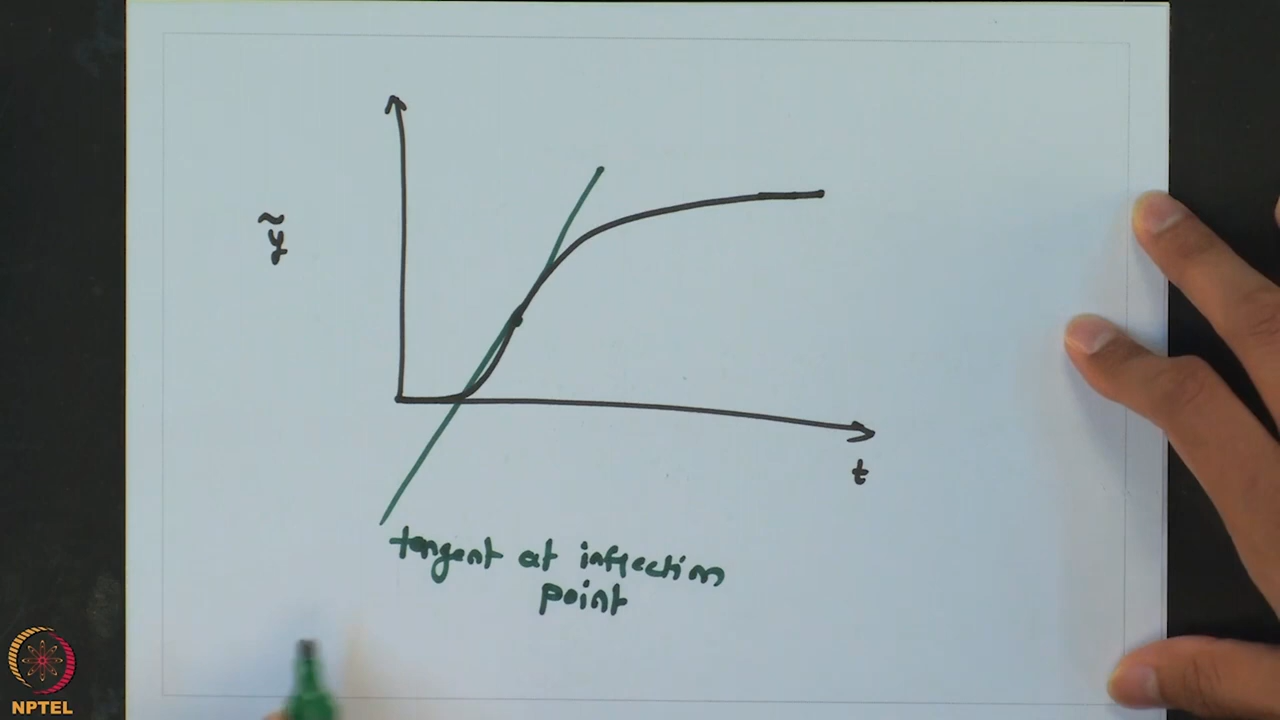 ỹ
t
tangent at inflection
point
NPTEL